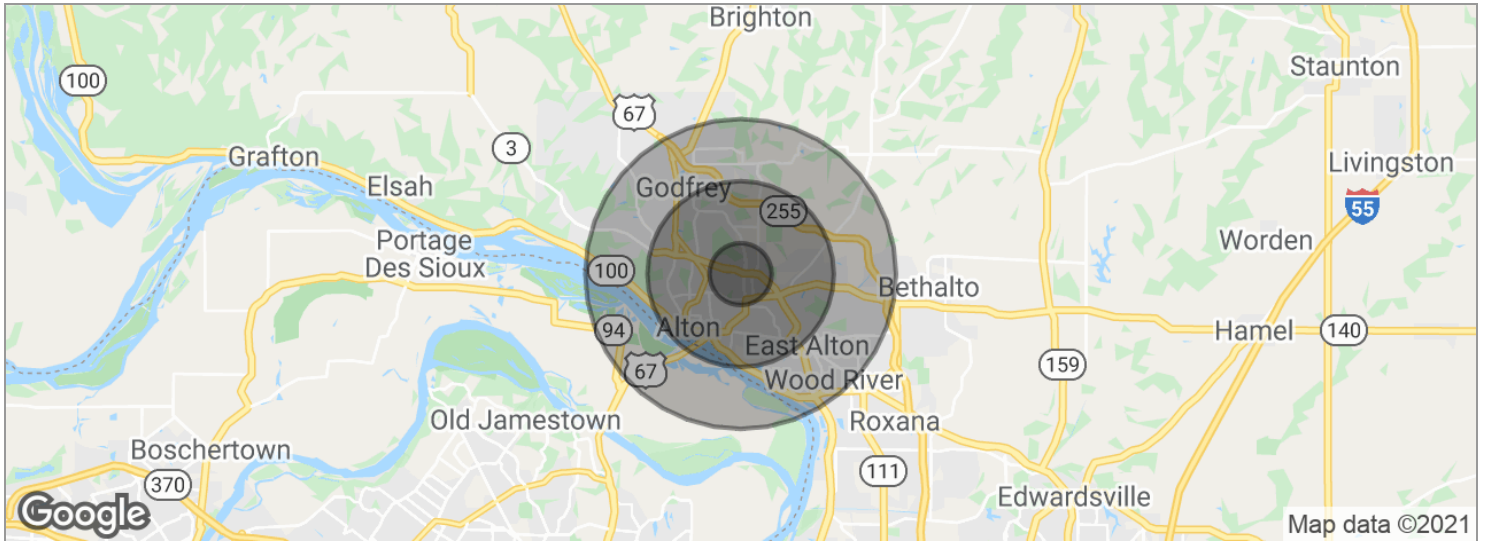 Brighton
Staunton
100
67
3
Grafton
Livingston
Elsah
Godfrey
255
55
Portage
Des Sioux
Worden
100
Bethalto
94
Alton
Hamel
140
East Alton
67
159
Wood River
Old Jamestown
Roxana
Boschertown
370
111
Edwardsville
Google
Map data ©2021